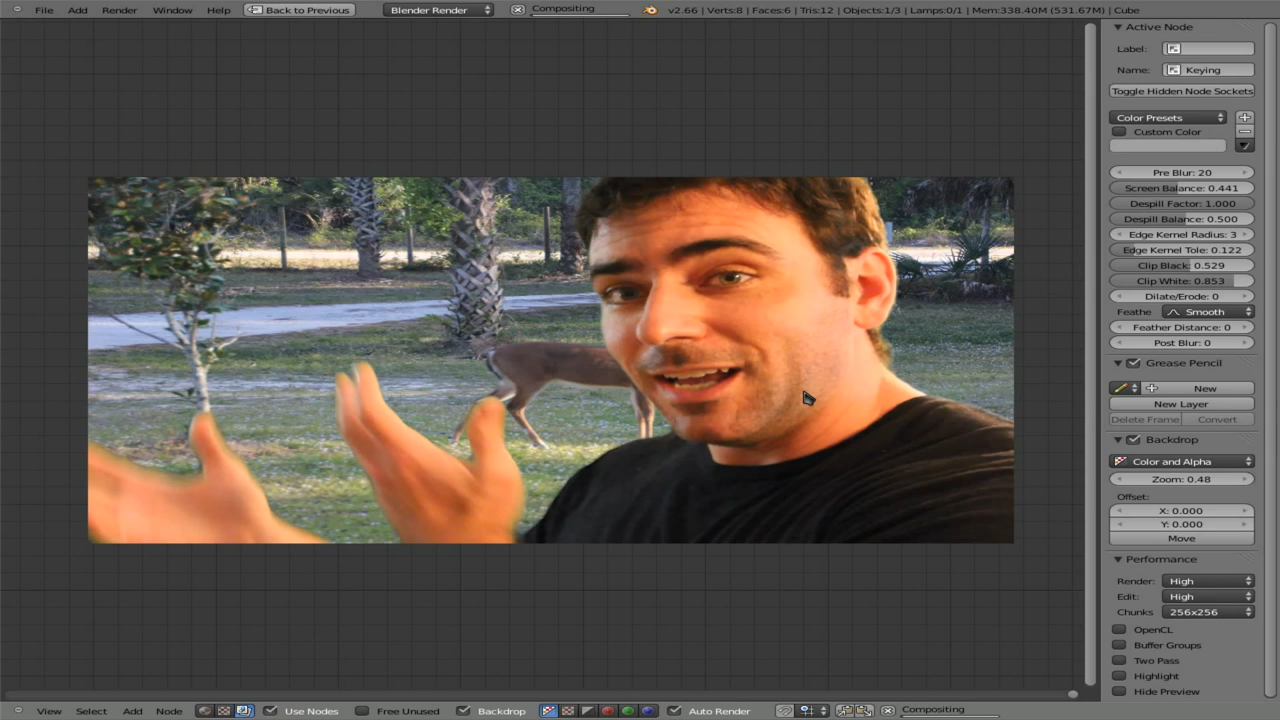 File Add Render Window Help Back to Previous Blender Render Compositing v2.66 | Verts:8 | Faces:6 | Tris:12 | Objects:1/3 | Lamps:0/1 | Mem:338.40M (531.67M) | Cube
Active Node
Label:
Name: Keying
Toggle Hidden Node Sockets
Color Presets
Custom Color
Pre Blur: 20
Screen Balance: 0.441
Despill Factor: 1.000
Despill Balance: 0.500
Edge Kernel Radius: 3
Edge Kernel Tole: 0.122
Clip Black: 0.529
Clip White: 0.853
Dilate/Erode: 0
Feathe Smooth
Feather Distance: 0
Post Blur: 0
Grease Pencil
New
New Layer
Delete Frame Convert
Backdrop
Color and Alpha
Zoom: 0.48
Offset:
X: 0.000
Y: 0.000
Move
Performance
Render: High
Edit: High
Chunks 256x256
OpenCL
Buffer Groups
Two Pass
Highlight
Hide Preview
View Select Add Node Use Nodes Free Unused Backdrop Auto Render Compositing